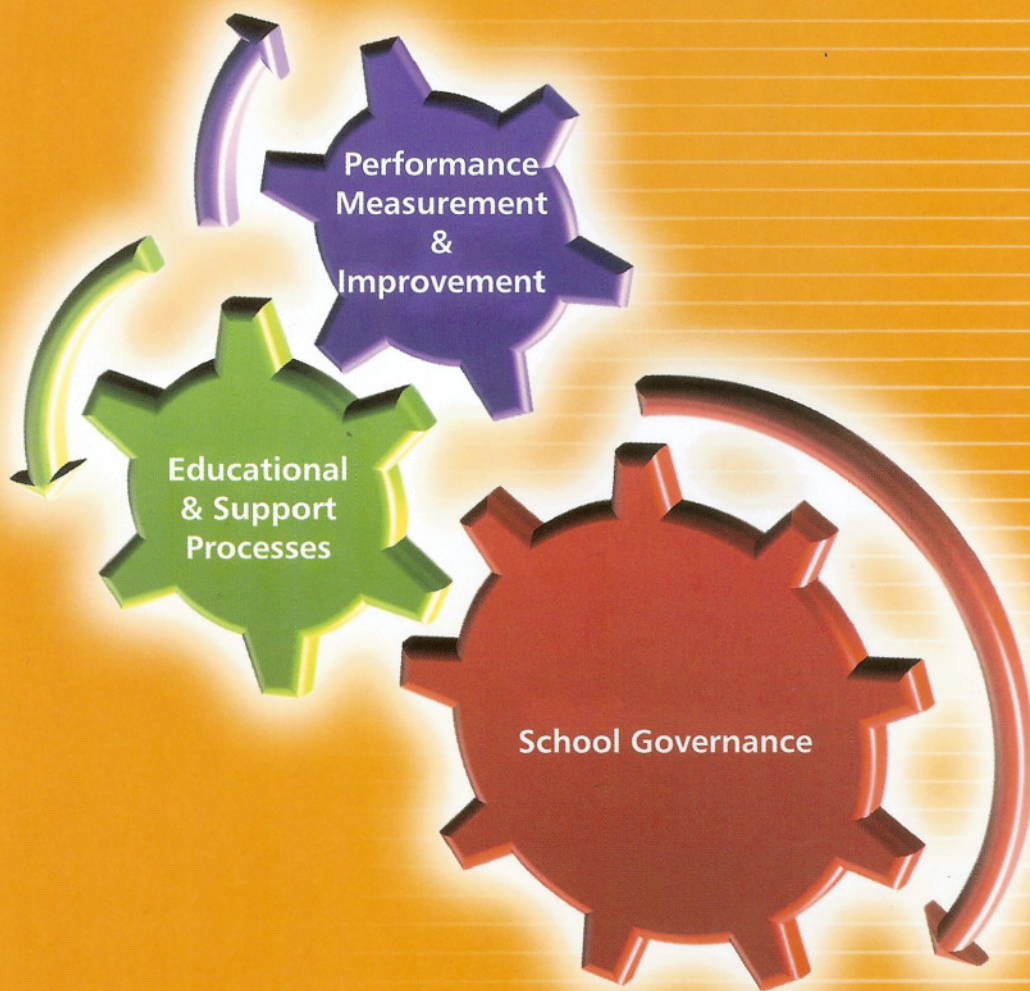 Performance
Measurement
&
Improvement
Educational
& Support
Processes
School Governance